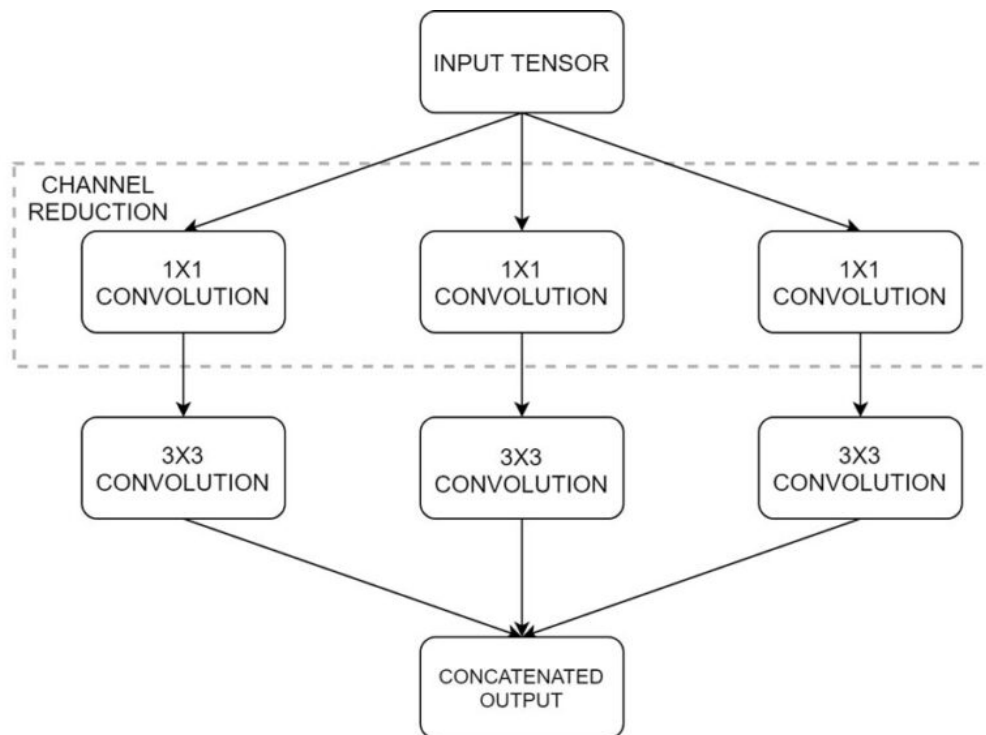 INPUT TENSOR
CHANNEL
REDUCTION
1X1
CONVOLUTION
1X1
CONVOLUTION
1X1
CONVOLUTION
3X3
CONVOLUTION
3X3
CONVOLUTION
3X3
CONVOLUTION
CONCATENATED
OUTPUT